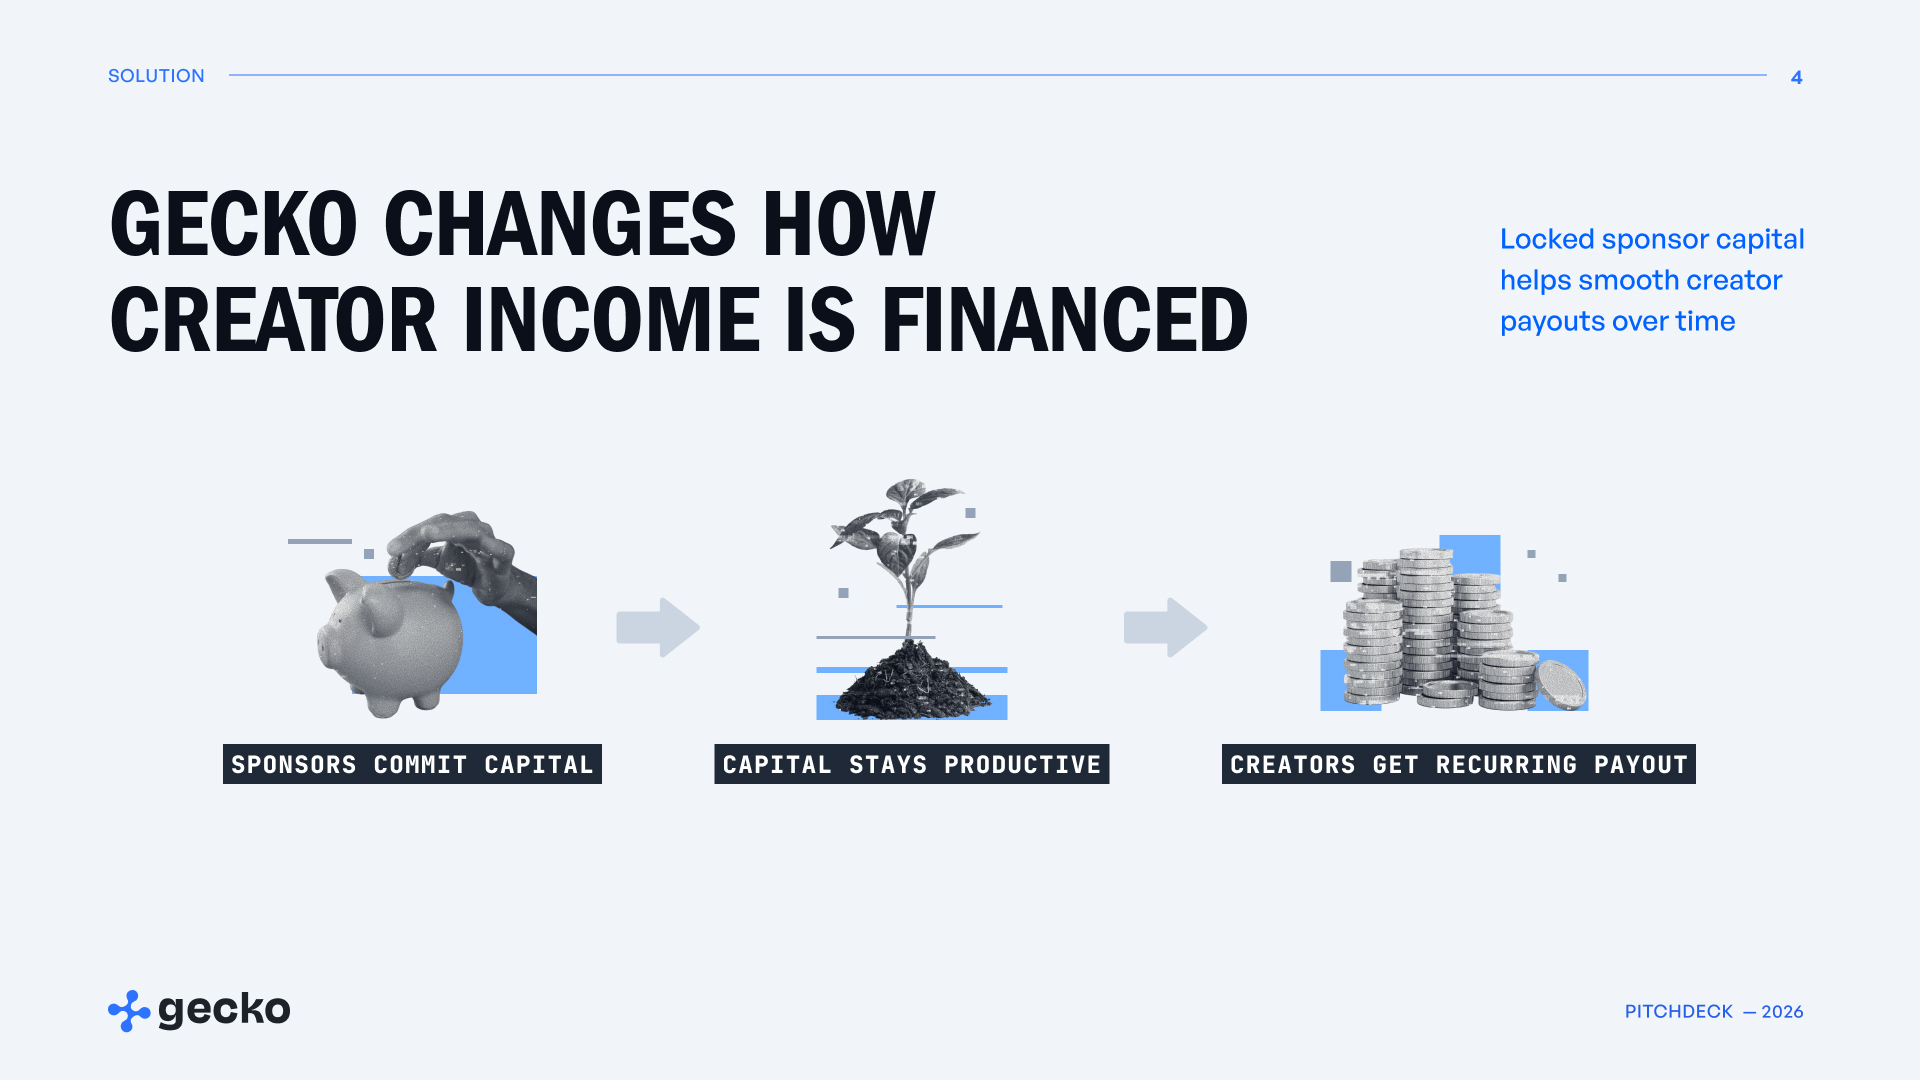 SOLUTION
4
GECKO CHANGES HOW
CREATOR INCOME IS FINANCED
Locked sponsor capital
helps smooth creator
payouts over time
SPONSORS COMMIT CAPITAL
CAPITAL STAYS PRODUCTIVE
CREATORS GET RECURRING PAYOUT
gecko
PITCHDECK — 2026